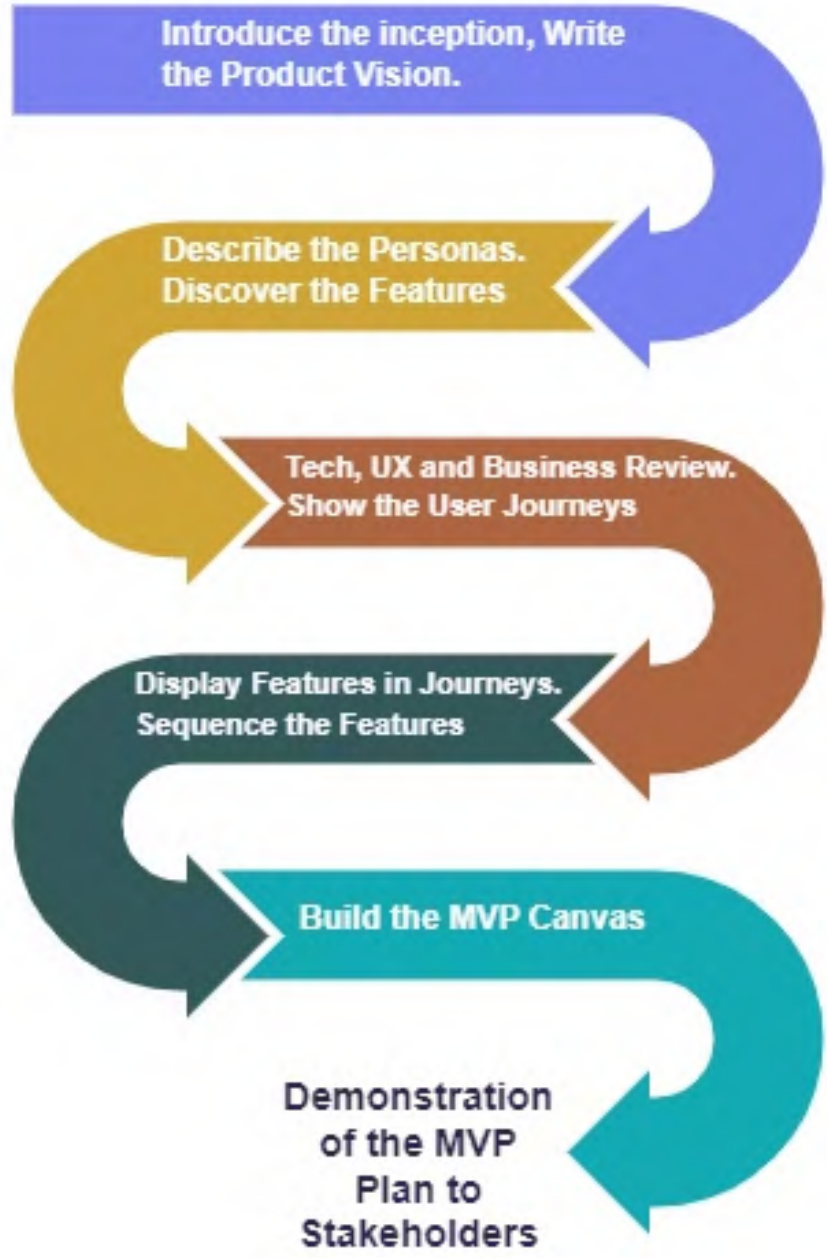 Introduce the inception, Write
the Product Vision.
Describe the Personas.
Discover the Features
Tech, UX and Business Review.
Show the User Journeys
Display Features in Journeys.
Sequence the Features
Build the MVP Canvas
Demonstration
of the MVP
Plan to
Stakeholders